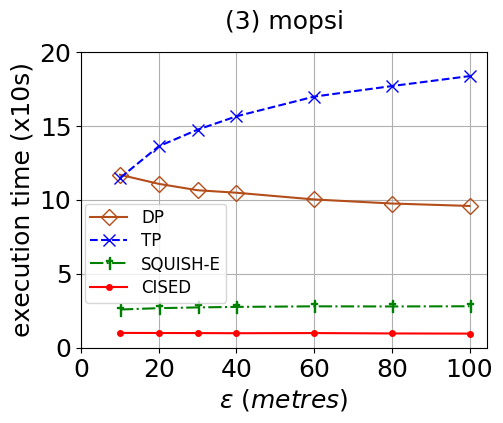 (3) mopsi
execution time (x10s)
20
15
10
5
0
DP
TP
SQUISH-E
CISED
0 20 40 60 80 100
ε (metres)